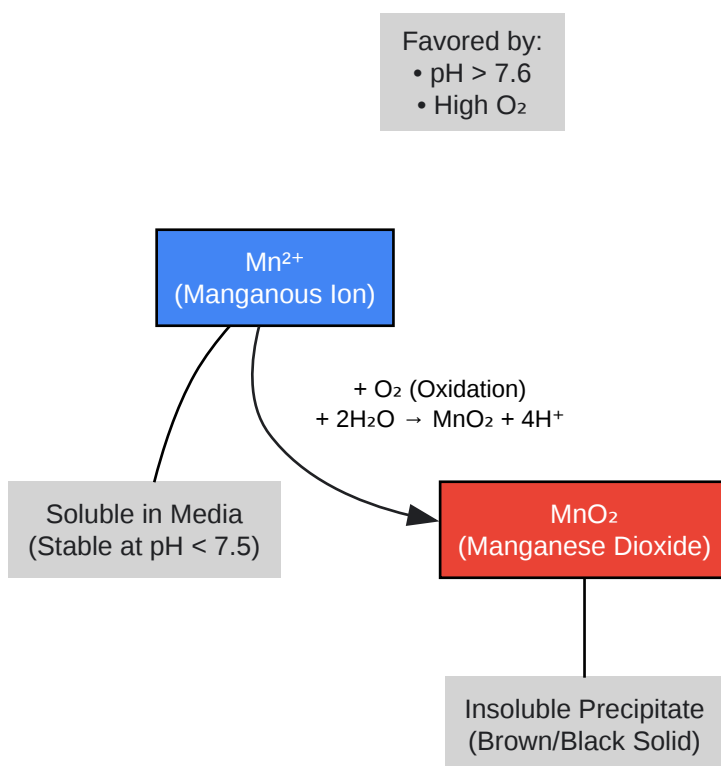 Favored by:
• pH > 7.6
• High O₂
Mn²⁺
(Manganous Ion)
+ O₂ (Oxidation)
+ 2H₂O → MnO₂ + 4H⁺
Soluble in Media
(Stable at pH < 7.5)
MnO₂
(Manganese Dioxide)
Insoluble Precipitate
(Brown/Black Solid)